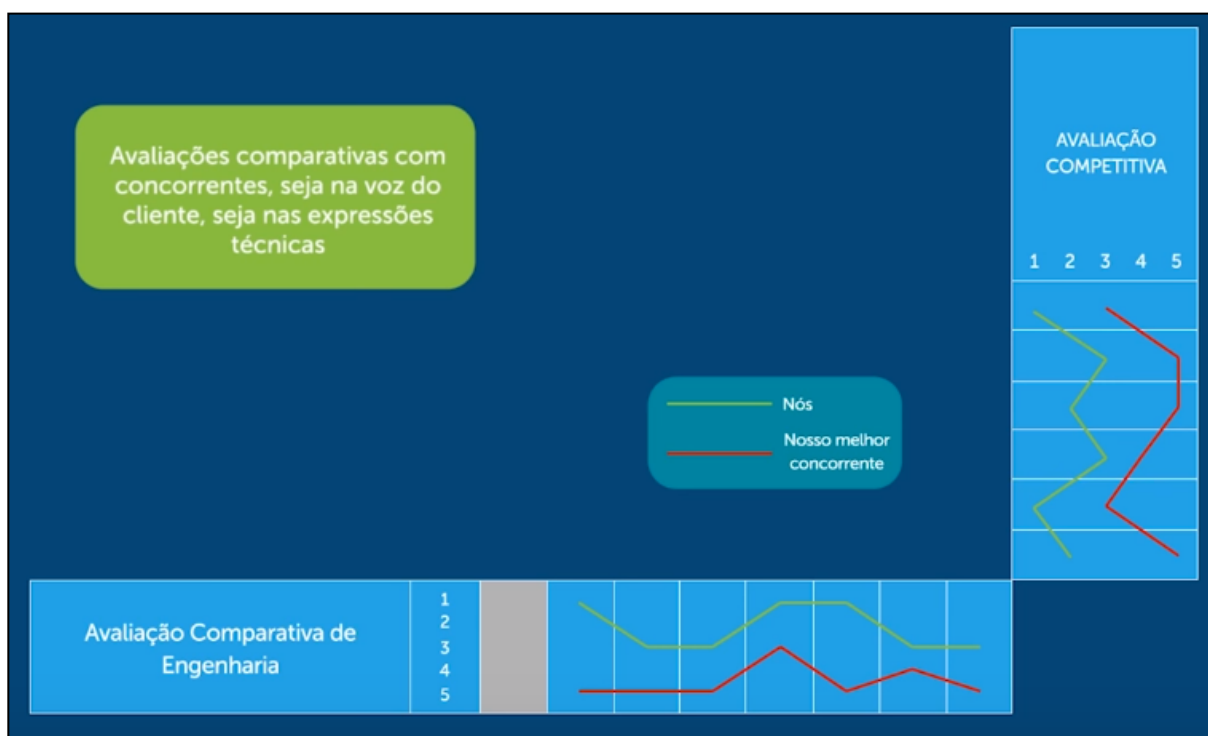 Avaliações comparativas com
concorrentes, seja na voz do
cliente, seja nas expressões
técnicas
AVALIAÇÃO
COMPETITIVA
1 2 3 4 5
Nós
Nosso melhor
concorrente
Avaliação Comparativa de
Engenharia
1
2
3
4
5